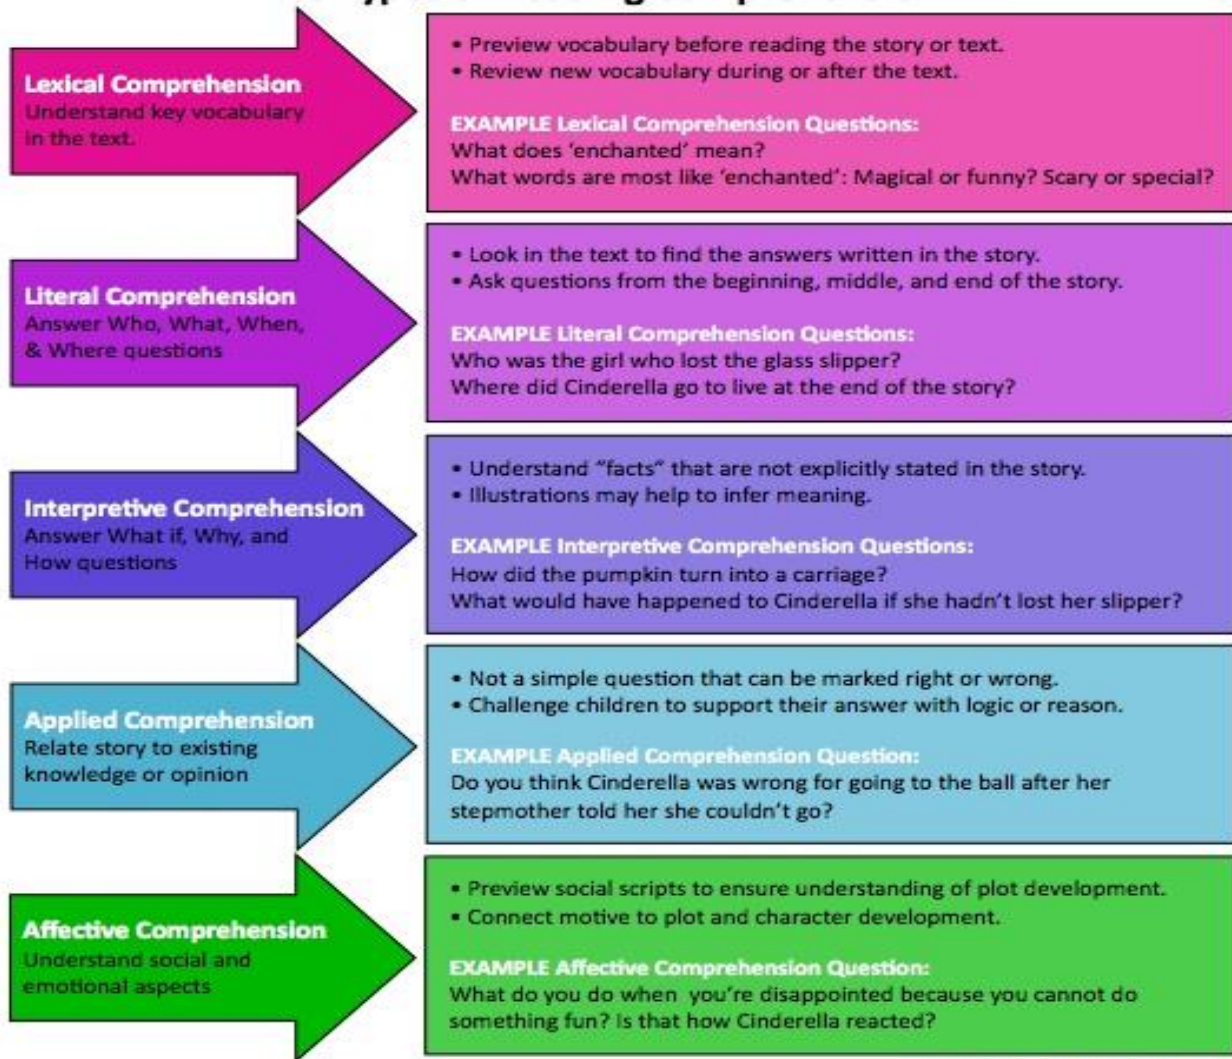 Lexical Comprehension
Understand key vocabulary
in the text.
• Preview vocabulary before reading the story or text.
• Review new vocabulary during or after the text.
EXAMPLE Lexical Comprehension Questions:
What does ‘enchanted’ mean?
What words are most like ‘enchanted’: Magical or funny? Scary or special?
Literal Comprehension
Answer Who, What, When,
& Where questions
• Look in the text to find the answers written in the story.
• Ask questions from the beginning, middle, and end of the story.
EXAMPLE Literal Comprehension Questions:
Who was the girl who lost the glass slipper?
Where did Cinderella go to live at the end of the story?
Interpretive Comprehension
Answer What if, Why, and
How questions
• Understand “facts” that are not explicitly stated in the story.
• Illustrations may help to infer meaning.
EXAMPLE Interpretive Comprehension Questions:
How did the pumpkin turn into a carriage?
What would have happened to Cinderella if she hadn’t lost her slipper?
Applied Comprehension
Relate story to existing
knowledge or opinion
• Not a simple question that can be marked right or wrong.
• Challenge children to support their answer with logic or reason.
EXAMPLE Applied Comprehension Question:
Do you think Cinderella was wrong for going to the ball after her
stepmother told her she couldn’t go?
Affective Comprehension
Understand social and
emotional aspects
• Preview social scripts to ensure understanding of plot development.
• Connect motive to plot and character development.
EXAMPLE Affective Comprehension Question:
What do you do when you’re disappointed because you cannot do
something fun? Is that how Cinderella reacted?